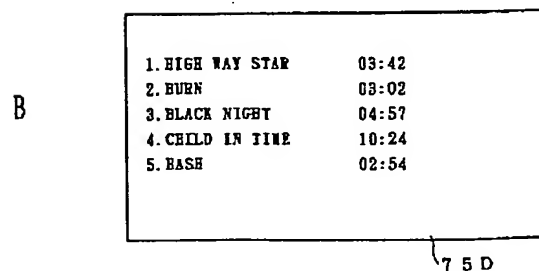 B
1. HIGH WAY STAR 03:42
2. BURN 03:02
3. BLACK NIGHT 04:57
4. CHILD IN TIME 10:24
5. BASH 02:54
75D